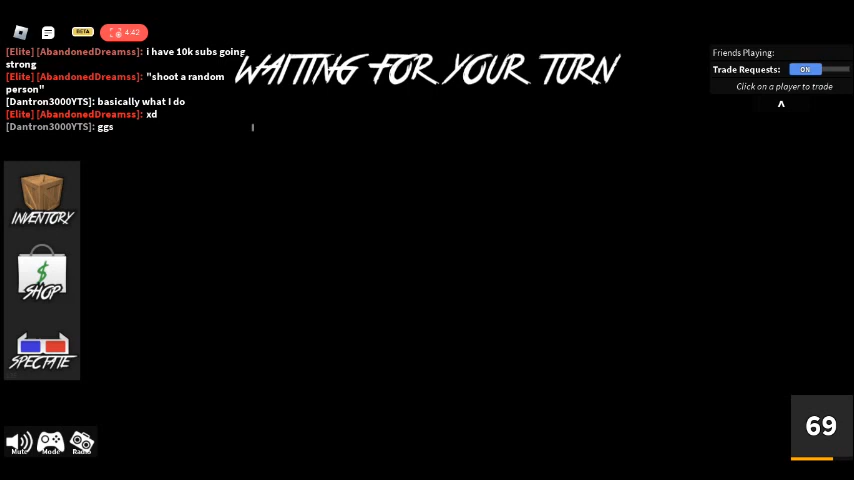 BETA
4:42
[Elite] [AbandonedDreamss]: i have 10k subs going
strong
[Elite] [AbandonedDreamss]: "shoot a random
person"
[Dantron3000YTS]: basically what I do
[Elite] [AbandonedDreamss]: xd
[Dantron3000YTS]: ggs
WAITING FOR YOUR TURN
Friends Playing:
Trade Requests: ON
Click on a player to trade
INVENTORY
$
SHOP
SPECTATE
Mute Mode Radio
69